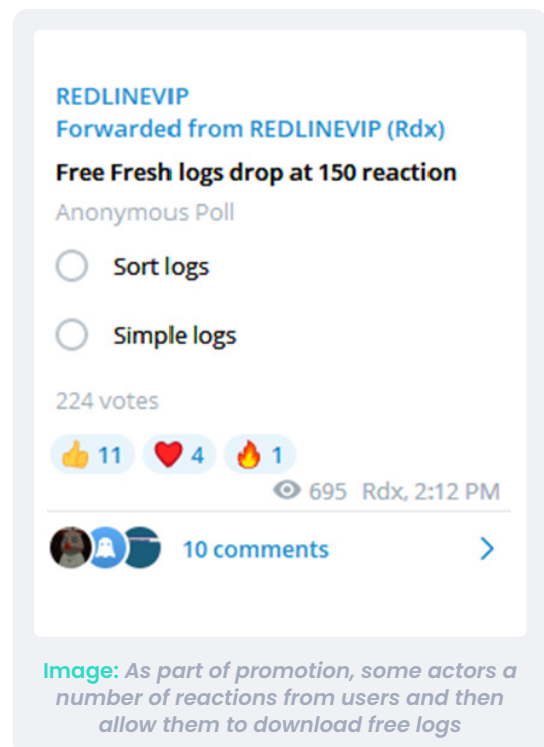 REDLINEVIP
Forwarded from REDLINEVIP (Rdx)
Free Fresh logs drop at 150 reaction
Anonymous Poll
Sort logs
Simple logs
224 votes
👍 11 ❤️ 4 🔥 1
695 Rdx, 2:12 PM
10 comments
Image: As part of promotion, some actors a
number of reactions from users and then
allow them to download free logs